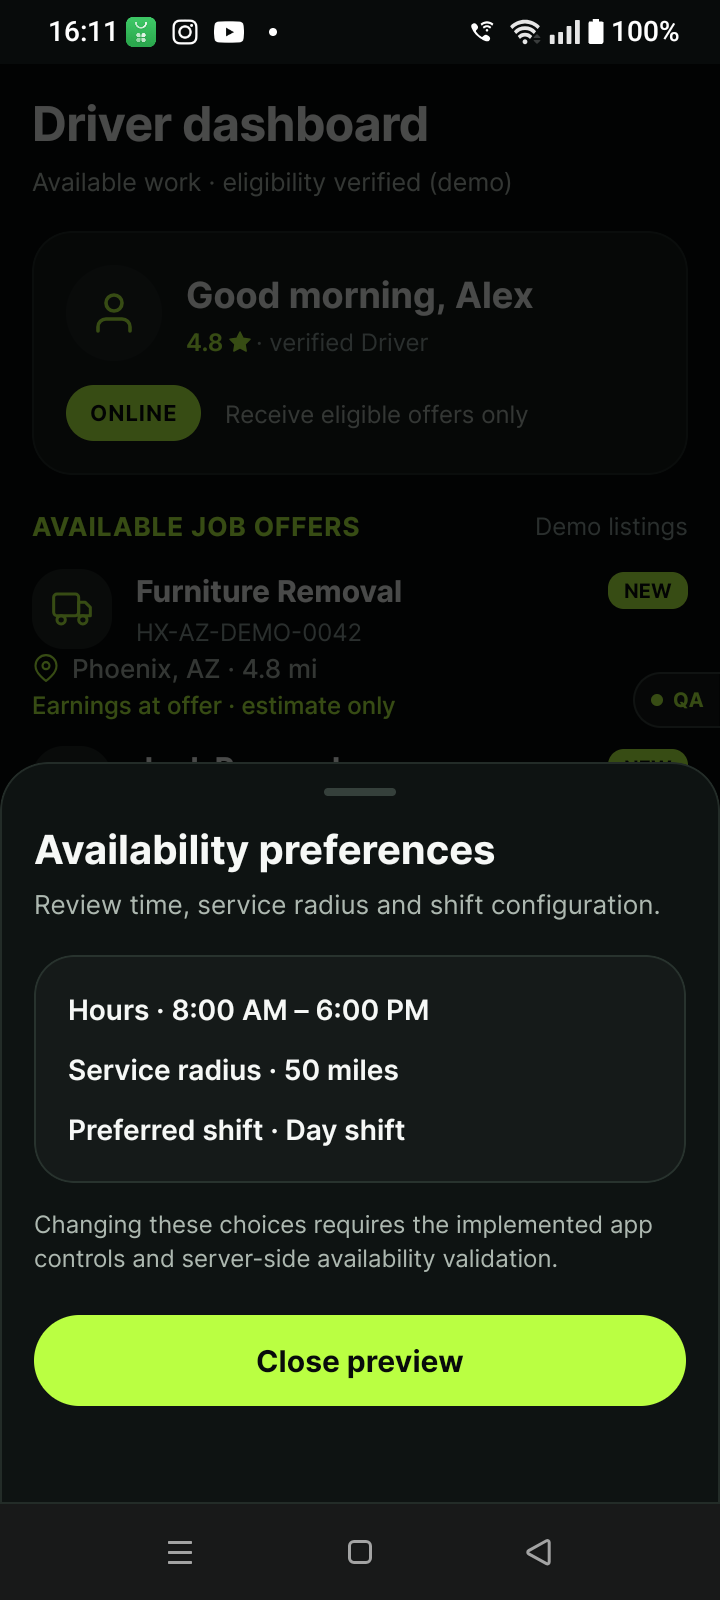 16:11
100%
Driver dashboard
Available work · eligibility verified (demo)
Good morning, Alex
4.8 ★ · verified Driver
ONLINE
Receive eligible offers only
AVAILABLE JOB OFFERS
Demo listings
Furniture Removal
NEW
HX-AZ-DEMO-0042
Phoenix, AZ · 4.8 mi
Earnings at offer · estimate only
QA
Availability preferences
Review time, service radius and shift configuration.
Hours · 8:00 AM – 6:00 PM
Service radius · 50 miles
Preferred shift · Day shift
Changing these choices requires the implemented app
controls and server-side availability validation.
Close preview